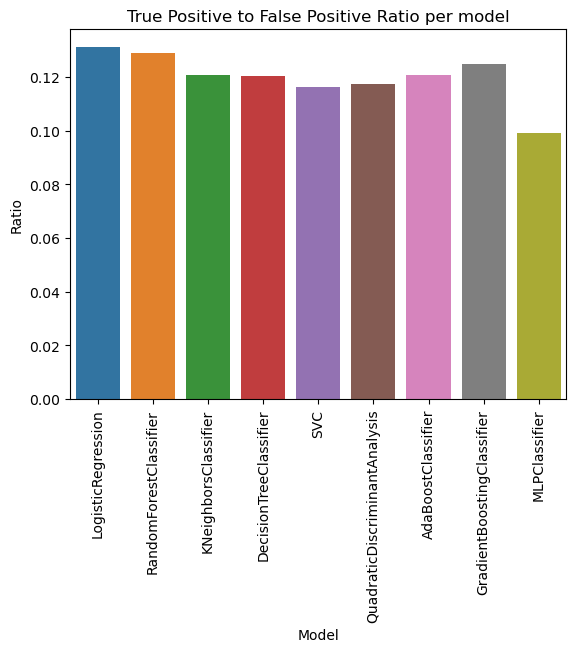 True Positive to False Positive Ratio per model
Ratio
0.12
0.10
0.08
0.06
0.04
0.02
0.00
LogisticRegression
RandomForestClassifier
KNeighborsClassifier
DecisionTreeClassifier
SVC
QuadraticDiscriminantAnalysis
AdaBoostClassifier
GradientBoostingClassifier
MLPClassifier
Model